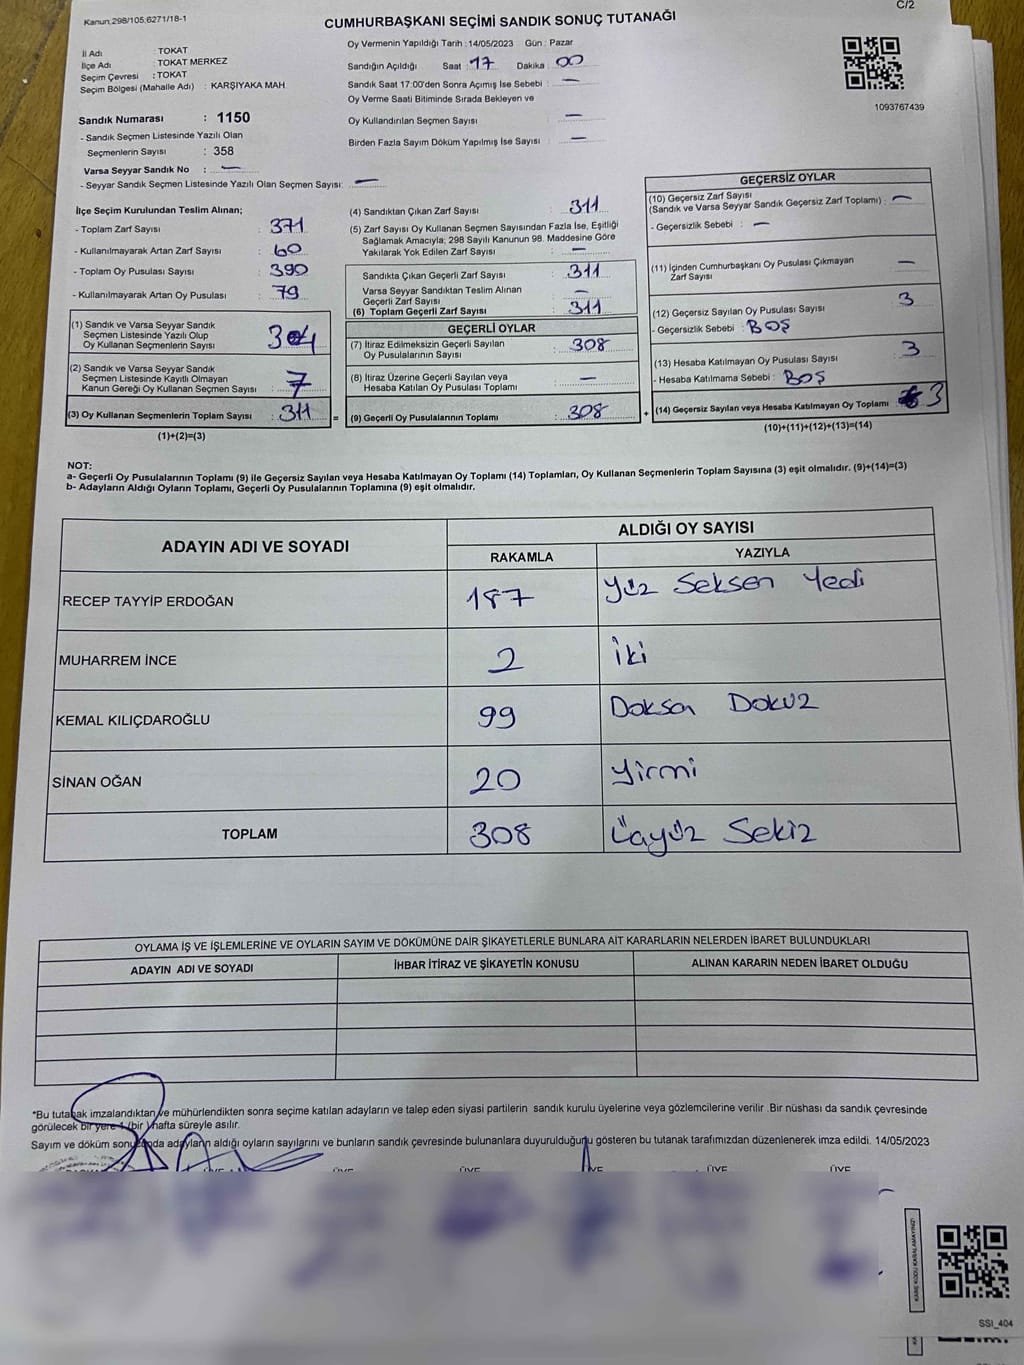 Kanun,298/105,6271/18-1
C/2
CUMHURBAŞKANI SEÇİMİ SANDIK SONUÇ TUTANAĞI
İl Adı : TOKAT
İlçe Adı : TOKAT MERKEZ
Seçim Çevresi : TOKAT
Seçim Bölgesi (Mahalle Adı) : KARŞIYAKA MAH
Sandık Numarası : 1150
- Sandık Seçmen Listesinde Yazılı Olan
Seçmenlerin Sayısı : 358
Varsa Seyyar Sandık No : —
- Seyyar Sandık Seçmen Listesinde Yazılı Olan Seçmen Sayısı: —
Oy Vermenin Yapıldığı Tarih : 14/05/2023 Gün : Pazar
Sandığın Açıldığı Saat : 17 Dakika : 00
Sandık Saat 17:00'den Sonra Açımış İse Sebebi : —
Oy Verme Saati Bitiminde Sırada Bekleyen ve
Oy Kullandırılan Seçmen Sayısı : —
Birden Fazla Sayım Döküm Yapılmış İse Sayısı : —
1093767439
İlçe Seçim Kurulundan Teslim Alınan;
- Toplam Zarf Sayısı : 371
- Kullanılmayarak Artan Zarf Sayısı : 60
- Toplam Oy Pusulası Sayısı : 390
- Kullanılmayarak Artan Oy Pusulası : 79
(1) Sandık ve Varsa Seyyar Sandık
Seçmen Listesinde Yazılı Olup
Oy Kullanan Seçmenlerin Sayısı : 304
(2) Sandık ve Varsa Seyyar Sandık
Seçmen Listesinde Kayıtlı Olmayan
Kanun Gereği Oy Kullanan Seçmen Sayısı : 7
(3) Oy Kullanan Seçmenlerin Toplam Sayısı : 311 =
(1)+(2)=(3)
(4) Sandıktan Çıkan Zarf Sayısı : 311
(5) Zarf Sayısı Oy Kullanan Seçmen Sayısından Fazla İse, Eşitliği
Sağlamak Amacıyla; 298 Sayılı Kanunun 98. Maddesine Göre
Yakılarak Yok Edilen Zarf Sayısı : —
Sandıkta Çıkan Geçerli Zarf Sayısı : 311
Varsa Seyyar Sandıktan Teslim Alınan
Geçerli Zarf Sayısı : —
(6) Toplam Geçerli Zarf Sayısı : 311
GEÇERLİ OYLAR
(7) İtiraz Edilmeksizin Geçerli Sayılan
Oy Pusulalarının Sayısı : 308
(8) İtiraz Üzerine Geçerli Sayılan veya
Hesaba Katılan Oy Pusulası Toplamı : —
(9) Geçerli Oy Pusulalarının Toplamı : 308 +
GEÇERSİZ OYLAR
(10) Geçersiz Zarf Sayısı
(Sandık ve Varsa Seyyar Sandık Geçersiz Zarf Toplamı) : —
- Geçersizlik Sebebi : —
(11) İçinden Cumhurbaşkanı Oy Pusulası Çıkmayan
Zarf Sayısı : —
(12) Geçersiz Sayılan Oy Pusulası Sayısı : 3
- Geçersizlik Sebebi : BOŞ
(13) Hesaba Katılmayan Oy Pusulası Sayısı : 3
- Hesaba Katılmama Sebebi : BOŞ
(14) Geçersiz Sayılan veya Hesaba Katılmayan Oy Toplamı : 3
(10)+(11)+(12)+(13)=(14)
NOT:
a- Geçerli Oy Pusulalarının Toplamı (9) ile Geçersiz Sayılan veya Hesaba Katılmayan Oy Toplamı (14) Toplamları, Oy Kullanan Seçmenlerin Toplam Sayısına (3) eşit olmalıdır. (9)+(14)=(3)
b- Adayların Aldığı Oyların Toplamı, Geçerli Oy Pusulalarının Toplamına (9) eşit olmalıdır.
ADAYIN ADI VE SOYADI
ALDIĞI OY SAYISI
RAKAMLA YAZIYLA
RECEP TAYYİP ERDOĞAN 187 Yüz Seksen Yedi
MUHARREM İNCE 2 İki
KEMAL KILIÇDAROĞLU 99 Doksan Dokuz
SİNAN OĞAN 20 Yirmi
TOPLAM 308 Üçyüz Sekiz
OYLAMA İŞ VE İŞLEMLERİNE VE OYLARIN SAYIM VE DÖKÜMÜNE DAİR ŞİKAYETLERLE BUNLARA AİT KARARLARIN NELERDEN İBARET BULUNDUKLARI
ADAYIN ADI VE SOYADI İHBAR İTİRAZ VE ŞİKAYETİN KONUSU ALINAN KARARIN NEDEN İBARET OLDUĞU
*Bu tutanak imzalandıktan ve mühürlendikten sonra seçime katılan adayların ve talep eden siyasi partilerin sandık kurulu üyelerine veya gözlemcilerine verilir .Bir nüshası da sandık çevresinde
görülecek bir yere 1 (bir ) hafta süreyle asılır.
Sayım ve döküm sonucunda adayların aldığı oyların sayılarını ve bunların sandık çevresinde bulunanlara duyurulduğunu gösteren bu tutanak tarafımızdan düzenlenerek imza edildi. 14/05/2023
ÜYE ÜYE ÜYE ÜYE ÜYE ÜYE
KARE KODU KARALAMAYINIZ!
SSI_404